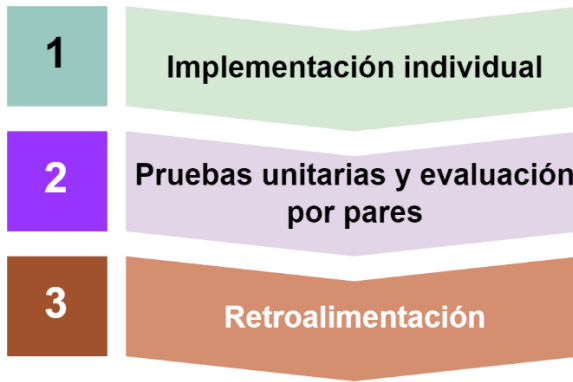 1
Implementación individual
2
Pruebas unitarias y evaluación
por pares
3
Retroalimentación